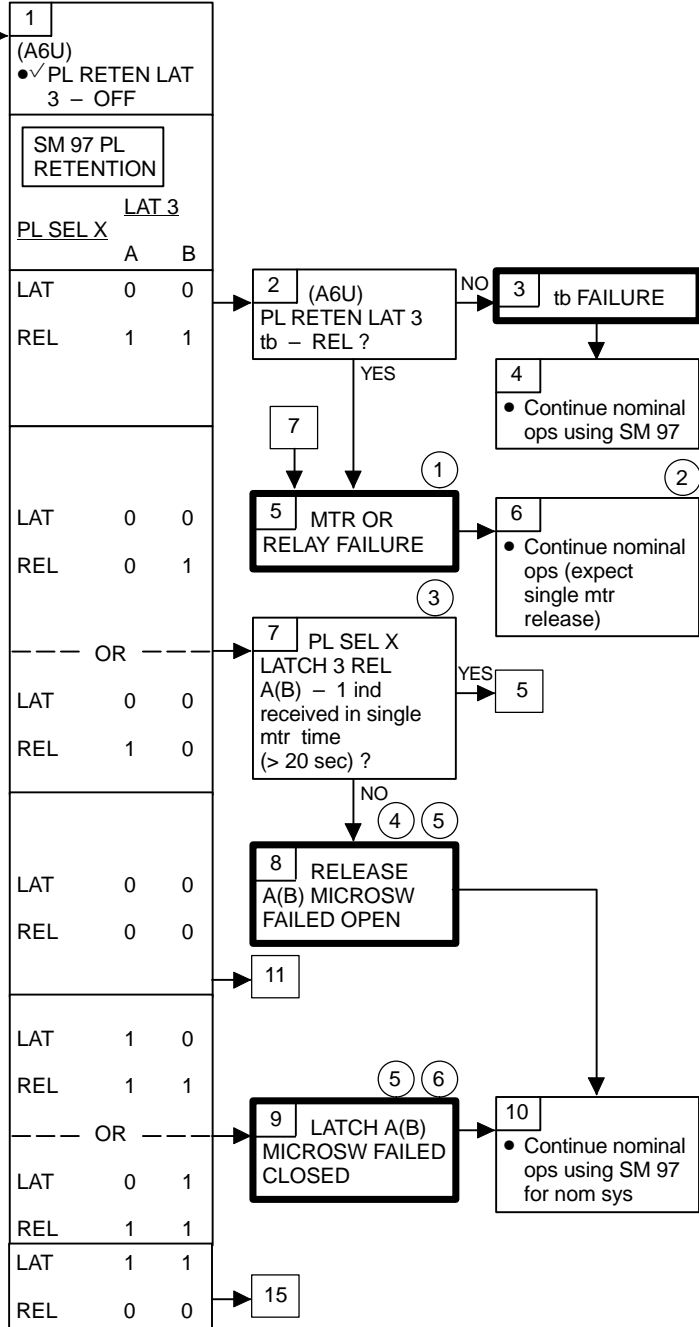 1
(A6U)
●√ PL RETEN LAT
3 – OFF
SM 97 PL
RETENTION
LAT 3
PL SEL X
A B
LAT 0 0
REL 1 1
2 (A6U)
PL RETEN LAT 3
tb – REL ?
NO
YES
3 tb FAILURE
4
● Continue nominal
ops using SM 97
7
1
LAT 0 0
REL 0 1
5 MTR OR
RELAY FAILURE
2
6
● Continue nominal
ops (expect
single mtr
release)
3
OR
LAT 0 0
REL 1 0
7 PL SEL X
LATCH 3 REL
A(B) – 1 ind
received in single
mtr time
(> 20 sec) ?
YES
5
NO
4 5
LAT 0 0
REL 0 0
8 RELEASE
A(B) MICROSW
FAILED OPEN
11
LAT 1 0
REL 1 1
OR
LAT 0 1
REL 1 1
5 6
9 LATCH A(B)
MICROSW FAILED
CLOSED
10
● Continue nominal
ops using SM 97
for nom sys
LAT 1 1
REL 0 0
15